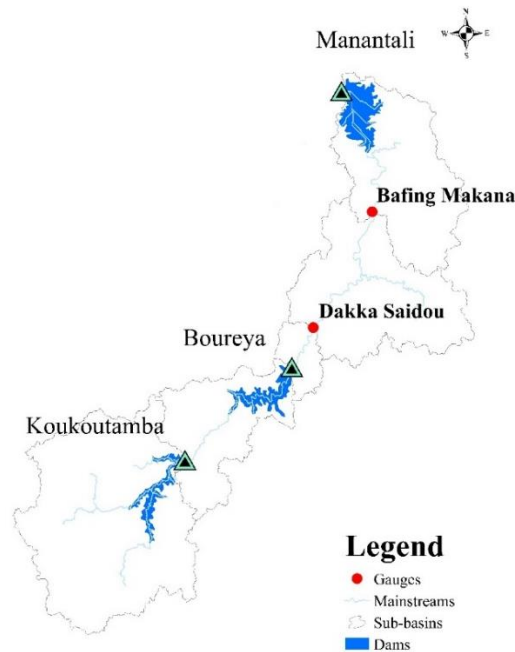 Manantali
N
W E
S
Bafing Makana
Dakka Saidou
Boureya
Koukoutamba
Legend
Gauges
Mainstreams
Sub-basins
Dams